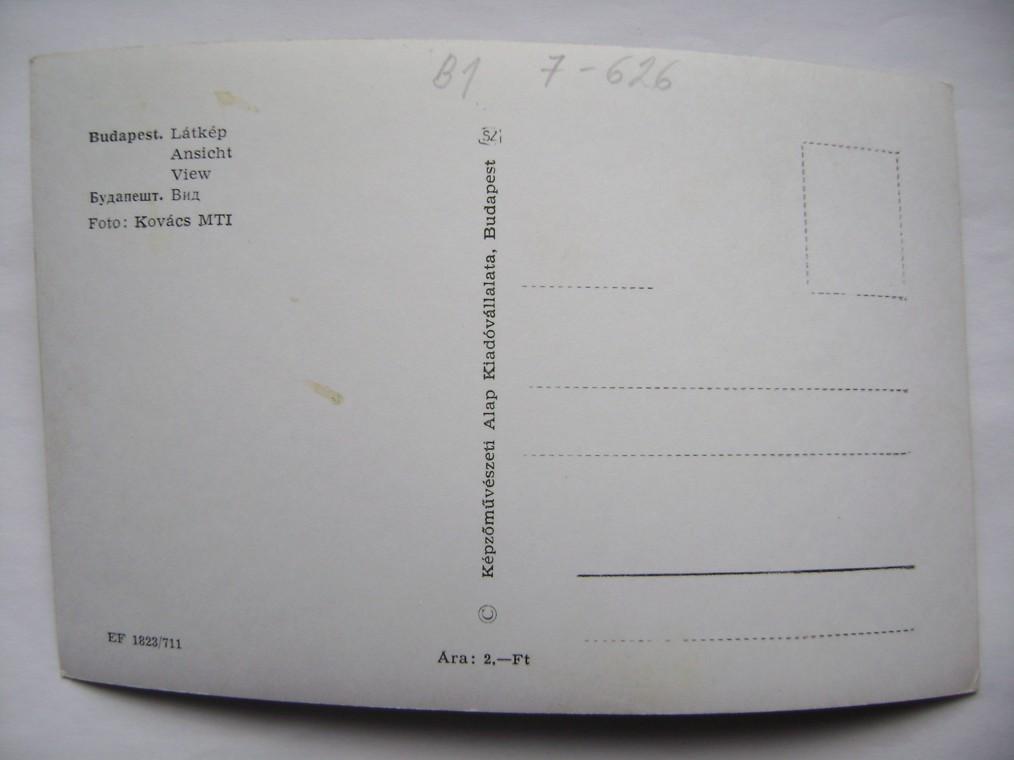 B1 7-626
Budapest. Látkép
Ansicht
View
Будапешт. Вид
Foto: Kovács MTI
© Képzőművészeti Alap Kiadóvállalata, Budapest
SZ
EF 1823/711
Ára: 2,—Ft